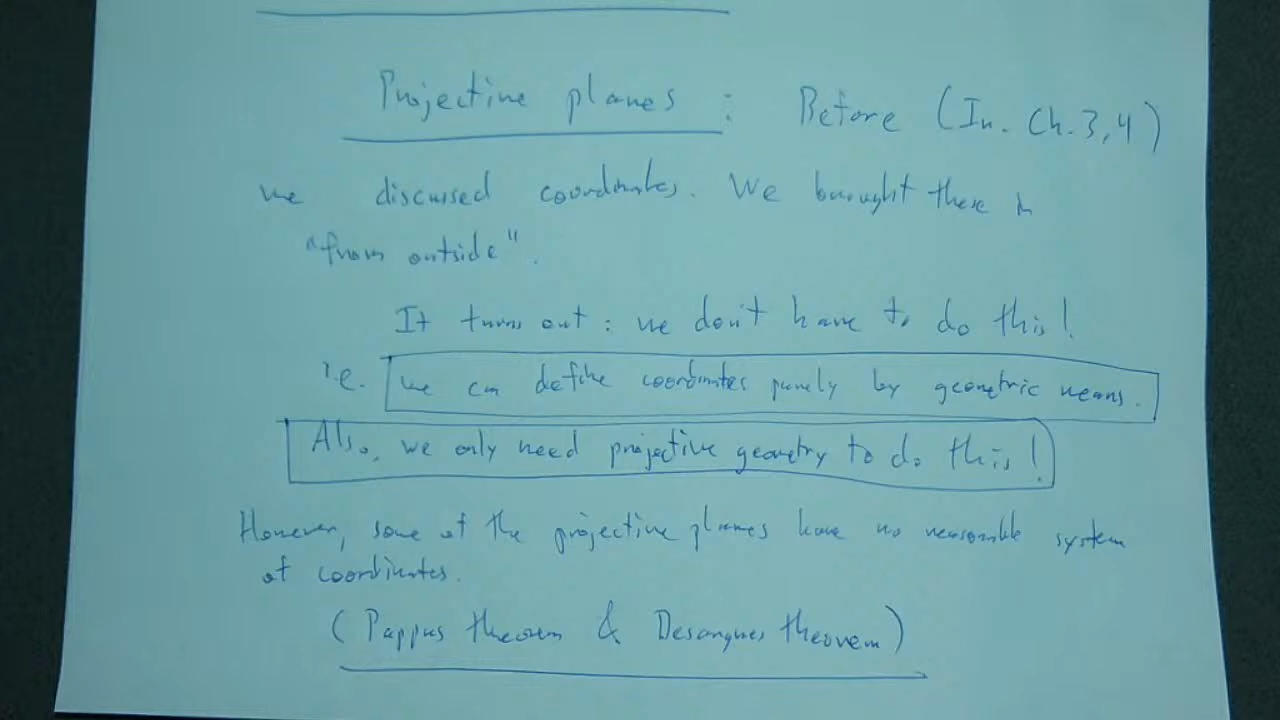 Projective planes : Before (In. Ch. 3,4)
we discussed coordinates. We brought these in
"from outside".
It turns out : we don't have to do this!
i.e. we can define coordinates purely by geometric means.
Also, we only need projective geometry to do this!
However, some of the projective planes have no reasonable system
of coordinates.
(Pappus theorem & Desargues theorem)